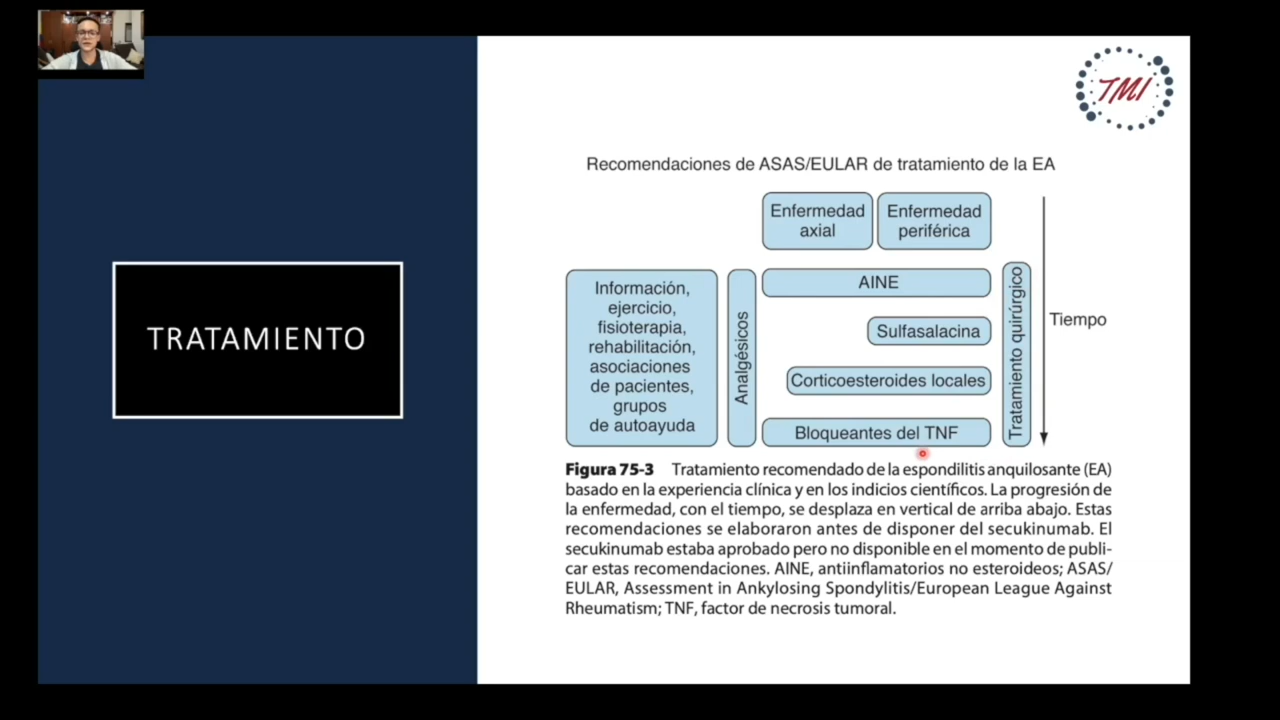 TMI
TRATAMIENTO
Recomendaciones de ASAS/EULAR de tratamiento de la EA
Enfermedad
axial
Enfermedad
periférica
Información,
ejercicio,
fisioterapia,
rehabilitación,
asociaciones
de pacientes,
grupos
de autoayuda
Analgésicos
AINE
Sulfasalacina
Corticoesteroides locales
Bloqueantes del TNF
Tratamiento quirúrgico
Tiempo
Figura 75-3 Tratamiento recomendado de la espondilitis anquilosante (EA)
basado en la experiencia clínica y en los indicios científicos. La progresión de
la enfermedad, con el tiempo, se desplaza en vertical de arriba abajo. Estas
recomendaciones se elaboraron antes de disponer del secukinumab. El
secukinumab estaba aprobado pero no disponible en el momento de publi-
car estas recomendaciones. AINE, antiinflamatorios no esteroideos; ASAS/
EULAR, Assessment in Ankylosing Spondylitis/European League Against
Rheumatism; TNF, factor de necrosis tumoral.